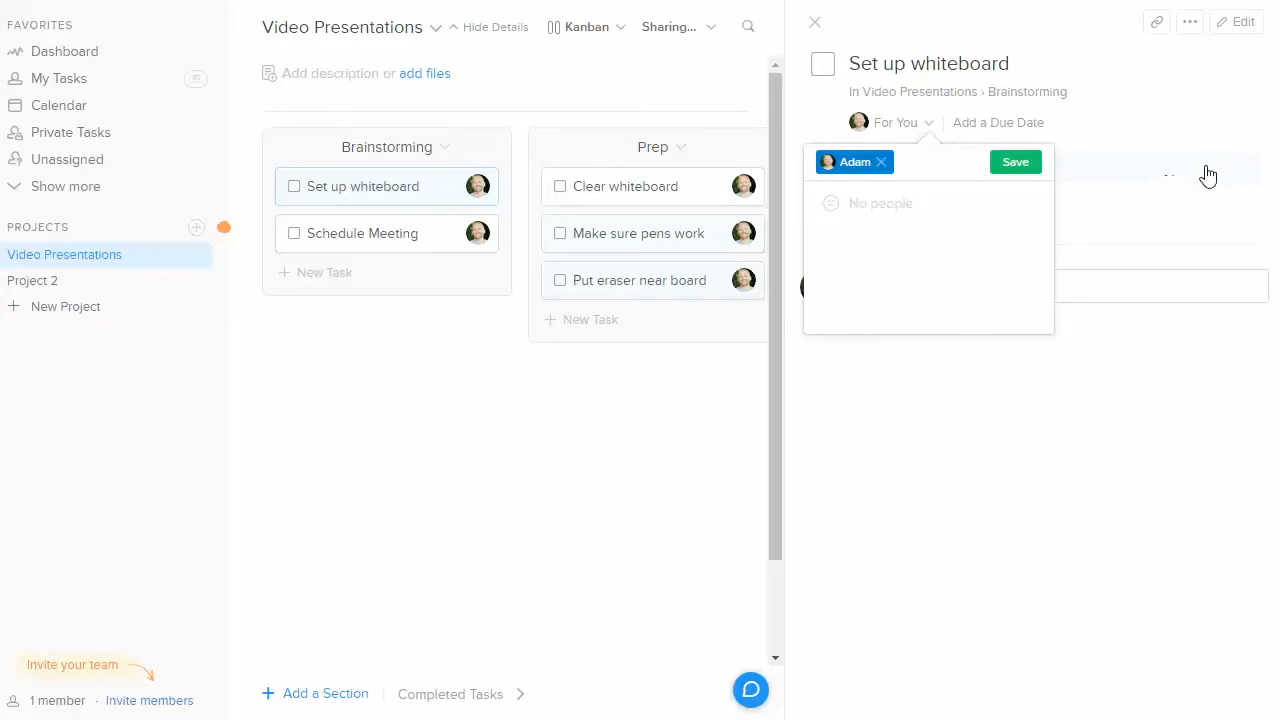 FAVORITES
Dashboard
My Tasks
Calendar
Private Tasks
Unassigned
Show more
PROJECTS
Video Presentations
Project 2
New Project
Invite your team
1 member · Invite members
Video Presentations
Hide Details
Kanban
Sharing...
Add description or add files
Brainstorming
Set up whiteboard
Schedule Meeting
New Task
Prep
Clear whiteboard
Make sure pens work
Put eraser near board
New Task
Add a Section
Completed Tasks
Edit
Set up whiteboard
In Video Presentations › Brainstorming
For You
Add a Due Date
Adam
Save
No people